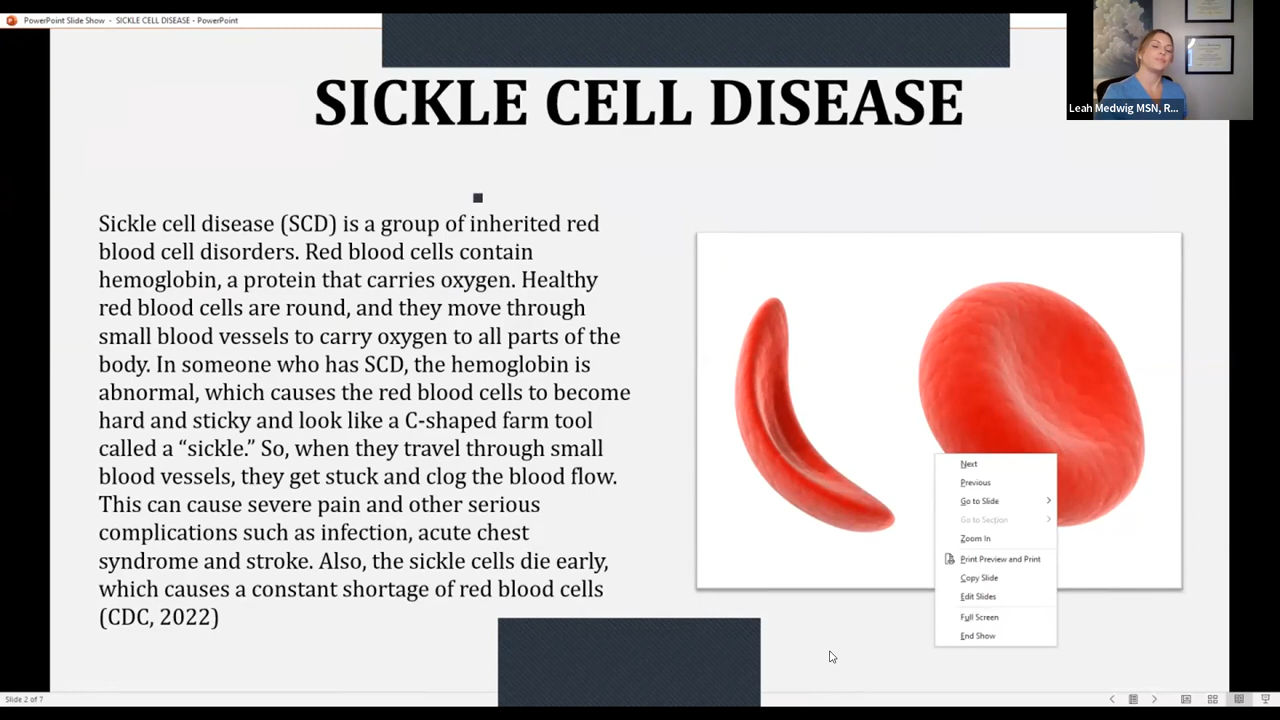 PowerPoint Slide Show - SICKLE CELL DISEASE - PowerPoint
Leah Medwig MSN, R...
SICKLE CELL DISEASE
Sickle cell disease (SCD) is a group of inherited red
blood cell disorders. Red blood cells contain
hemoglobin, a protein that carries oxygen. Healthy
red blood cells are round, and they move through
small blood vessels to carry oxygen to all parts of the
body. In someone who has SCD, the hemoglobin is
abnormal, which causes the red blood cells to become
hard and sticky and look like a C-shaped farm tool
called a “sickle.” So, when they travel through small
blood vessels, they get stuck and clog the blood flow.
This can cause severe pain and other serious
complications such as infection, acute chest
syndrome and stroke. Also, the sickle cells die early,
which causes a constant shortage of red blood cells
(CDC, 2022)
Next
Previous
Go to Slide
Go to Section
Zoom In
Print Preview and Print
Copy Slide
Edit Slides
Full Screen
End Show
Slide 2 of 7